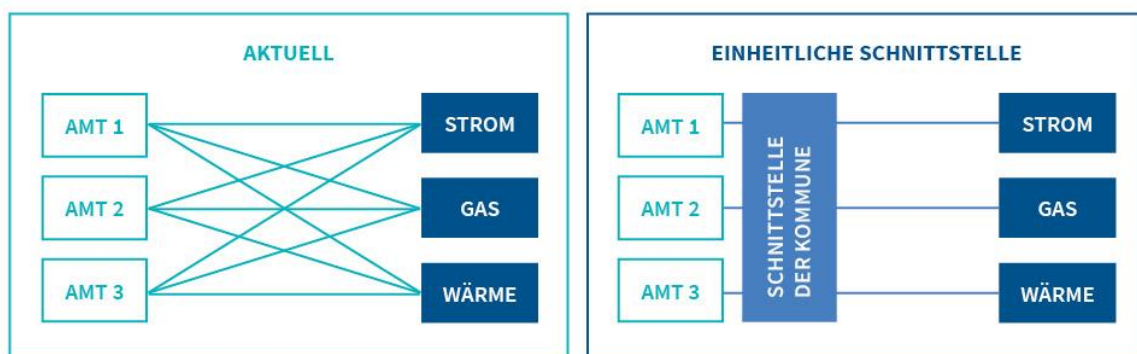 AKTUELL
AMT 1
STROM
AMT 2
GAS
AMT 3
WÄRME
EINHEITLICHE SCHNITTSTELLE
AMT 1
SCHNITTSTELLE
DER KOMMUNE
STROM
AMT 2
GAS
AMT 3
WÄRME